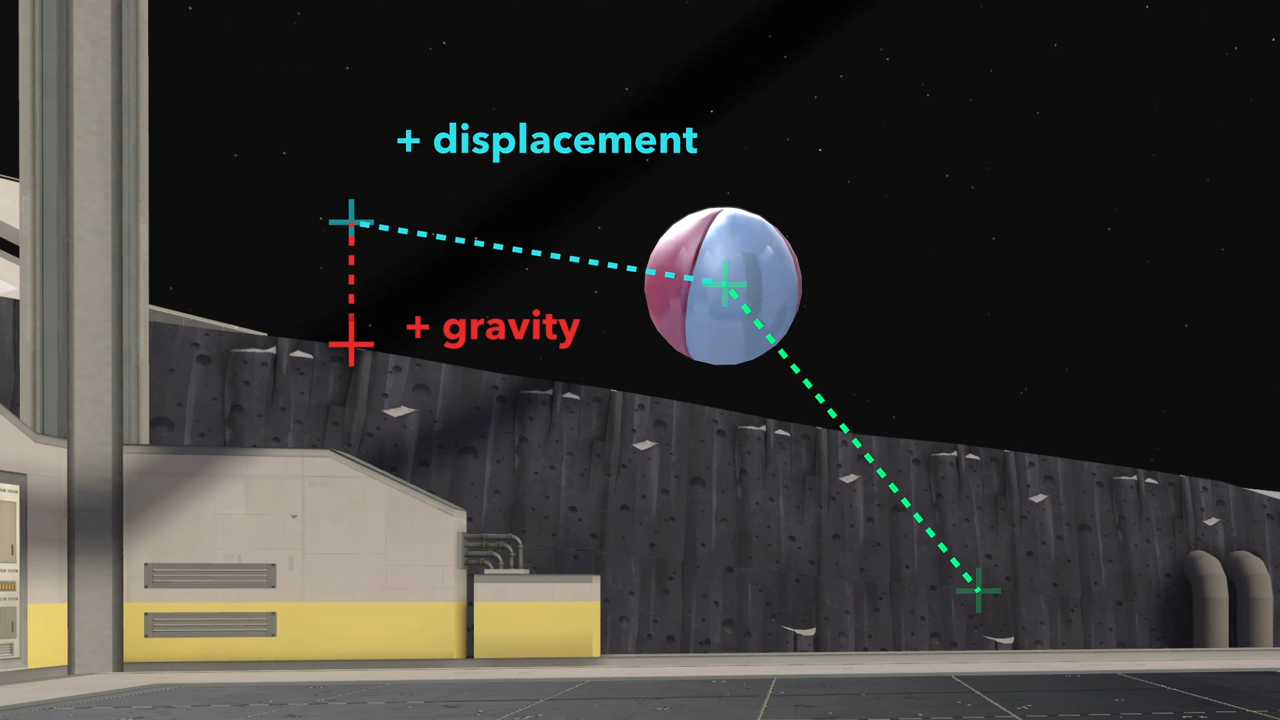 + displacement
+ gravity